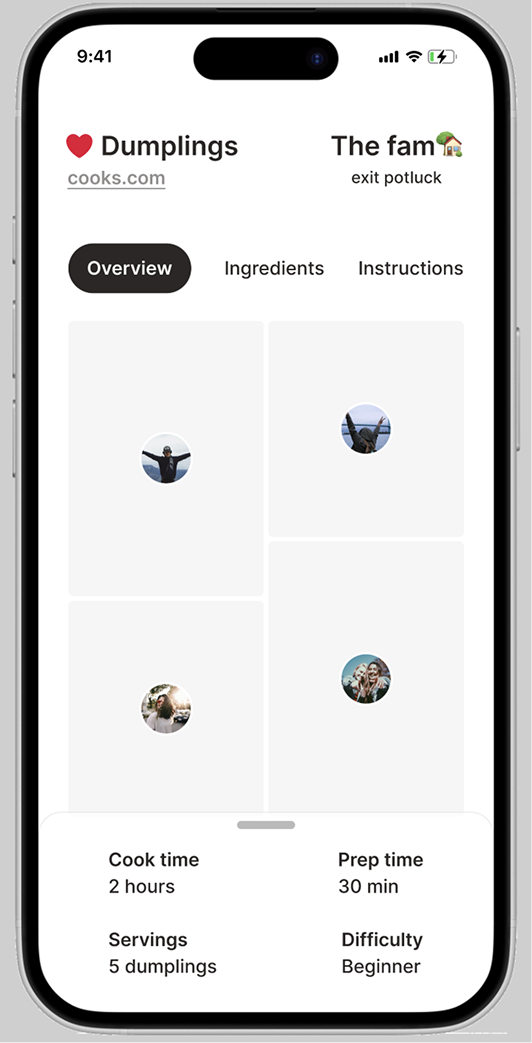 9:41
❤️ Dumplings
The fam🏡
cooks.com
exit potluck
Overview
Ingredients
Instructions
Cook time
Prep time
2 hours
30 min
Servings
Difficulty
5 dumplings
Beginner